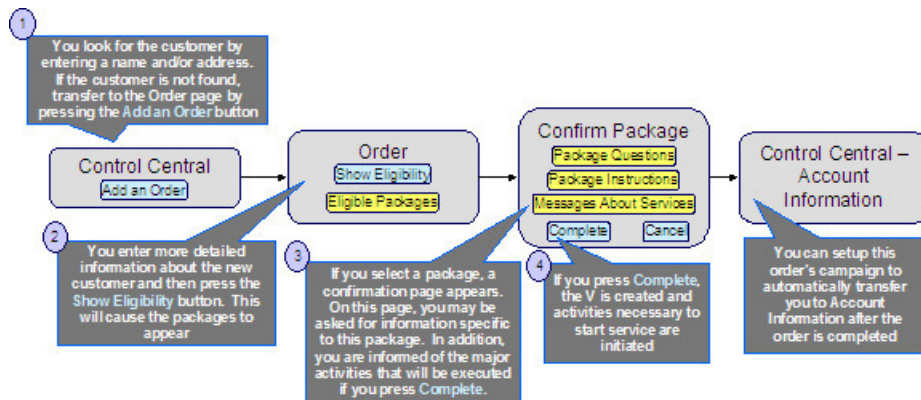 1
You look for the customer by
entering a name and/or address.
If the customer is not found,
transfer to the Order page by
pressing the Add an Order button
Control Central
Add an Order
Order
Show Eligibility
Eligible Packages
Confirm Package
Package Questions
Package Instructions
Messages About Services
Complete
Cancel
Control Central –
Account
Information
2
You enter more detailed
information about the new
customer and then press the
Show Eligibility button. This
will cause the packages to
appear
3
If you select a package, a
confirmation page appears.
On this page, you may be
asked for information specific
to this package. In addition,
you are informed of the major
activities that will be executed
if you press Complete.
4
If you press Complete,
the V is created and
activities necessary to
start service are
initiated
You can setup this
order's campaign to
automatically transfer
you to Account
Information after the
order is completed